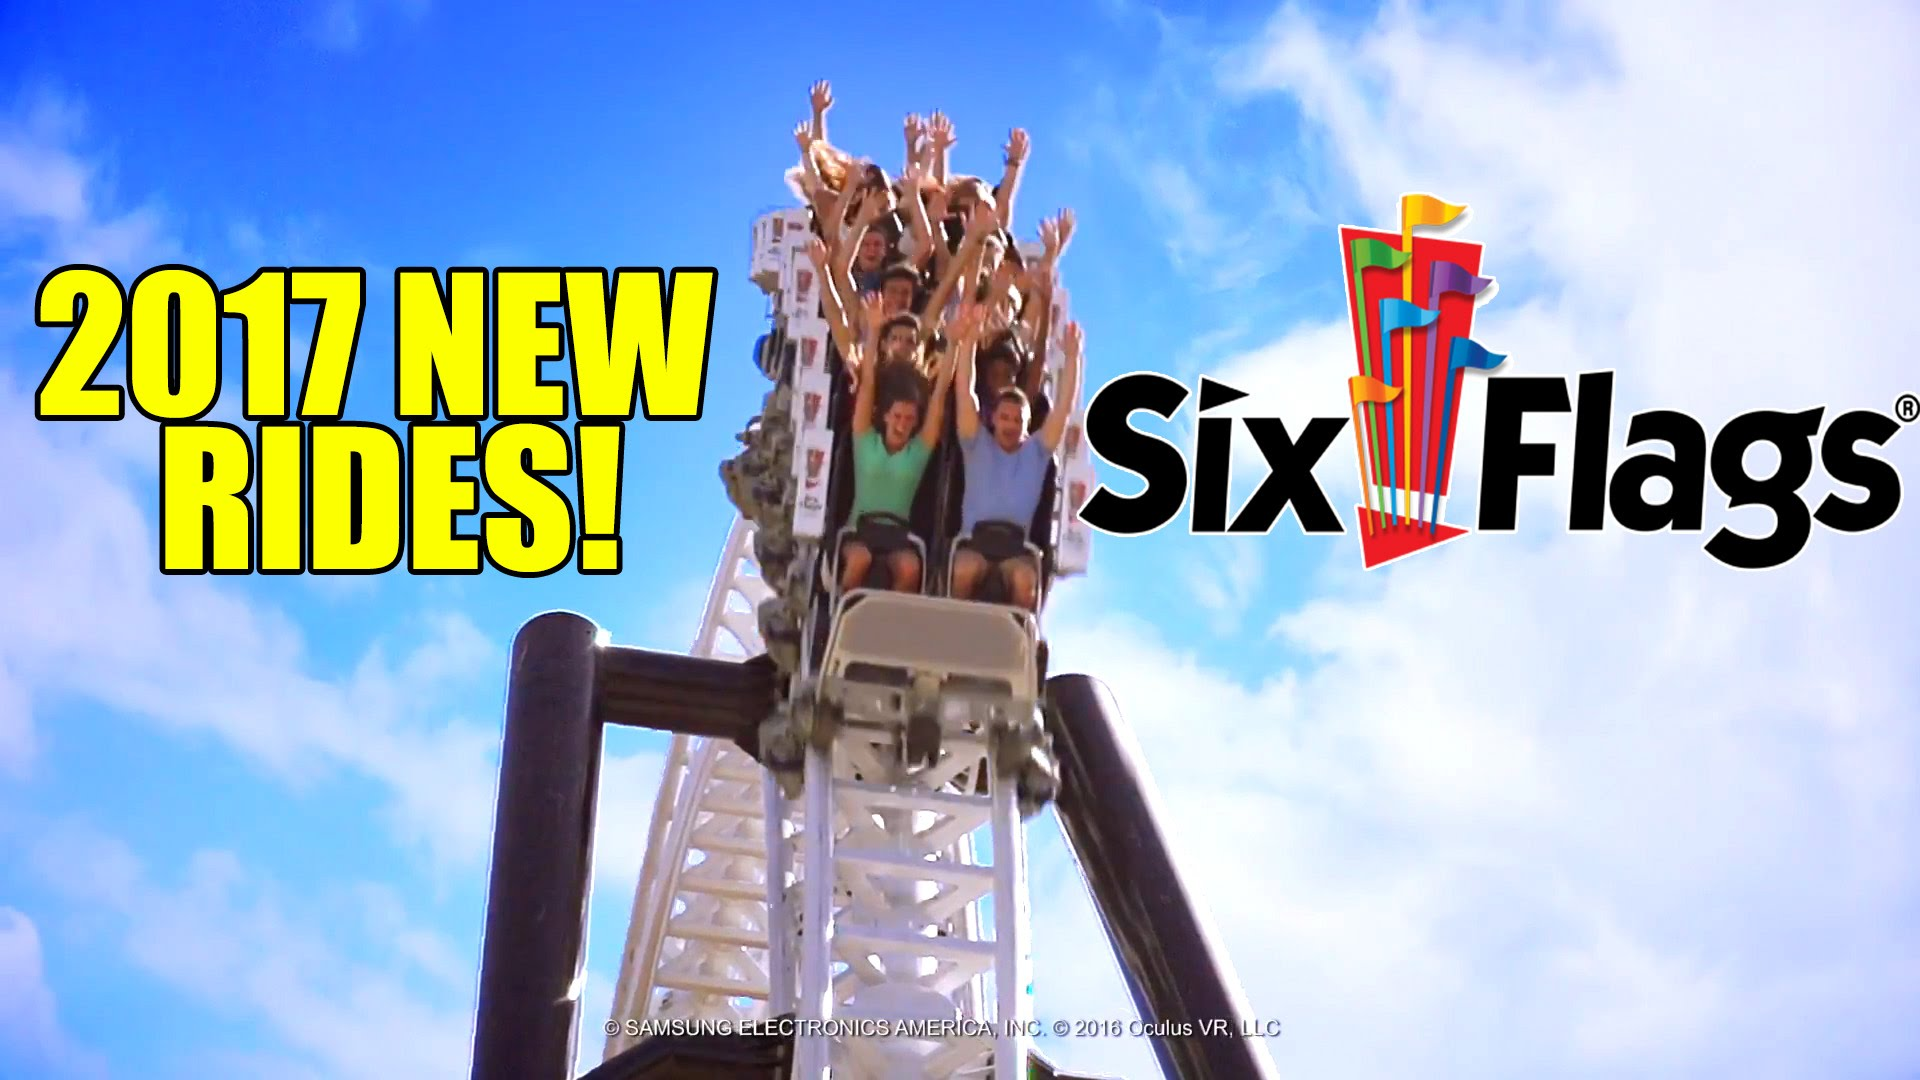 2017 NEW
RIDES!
Six Flags®
© SAMSUNG ELECTRONICS AMERICA, INC. © 2016 Oculus VR, LLC